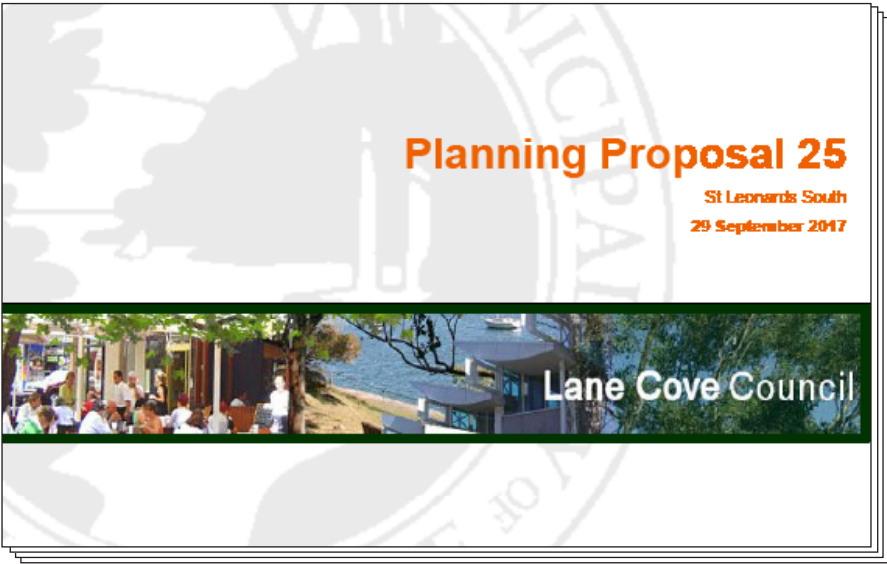 Planning Proposal 25
St Leonards South
29 September 2017
Lane Cove Council